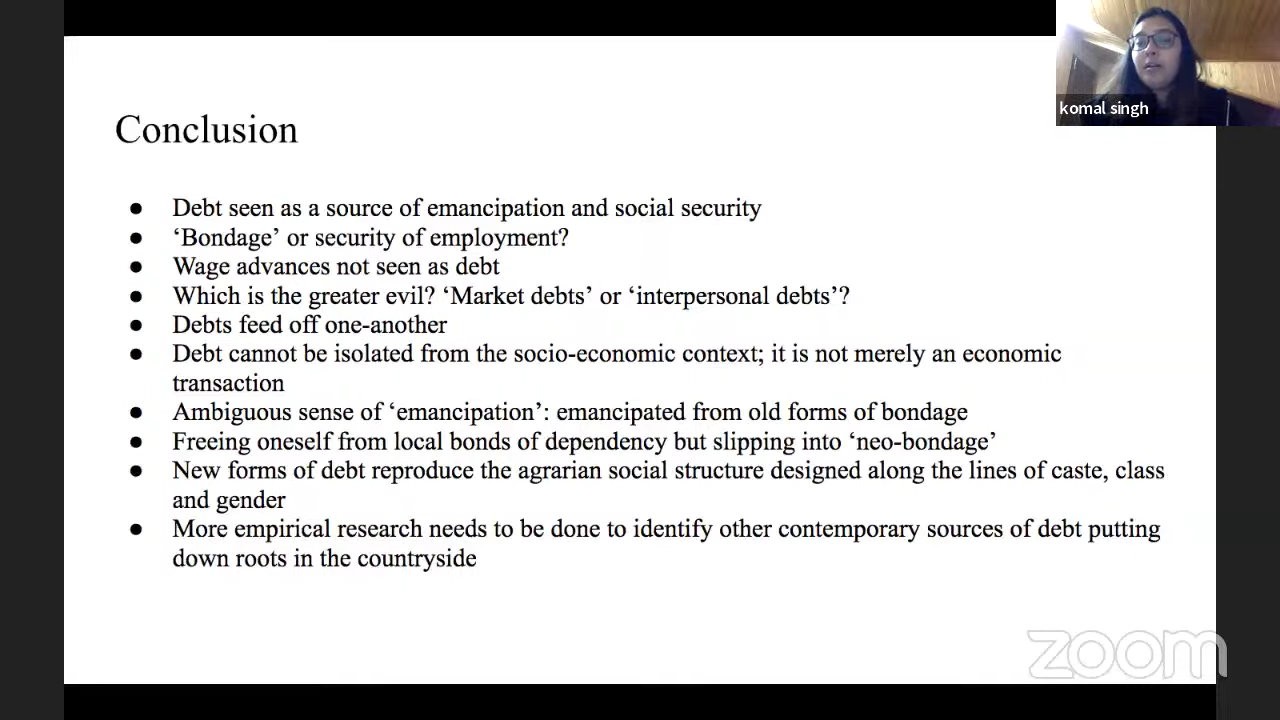 komal singh
Conclusion
● Debt seen as a source of emancipation and social security
● ‘Bondage’ or security of employment?
● Wage advances not seen as debt
● Which is the greater evil? ‘Market debts’ or ‘interpersonal debts’?
● Debts feed off one-another
● Debt cannot be isolated from the socio-economic context; it is not merely an economic
transaction
● Ambiguous sense of ‘emancipation’: emancipated from old forms of bondage
● Freeing oneself from local bonds of dependency but slipping into ‘neo-bondage’
● New forms of debt reproduce the agrarian social structure designed along the lines of caste, class
and gender
● More empirical research needs to be done to identify other contemporary sources of debt putting
down roots in the countryside
zoom